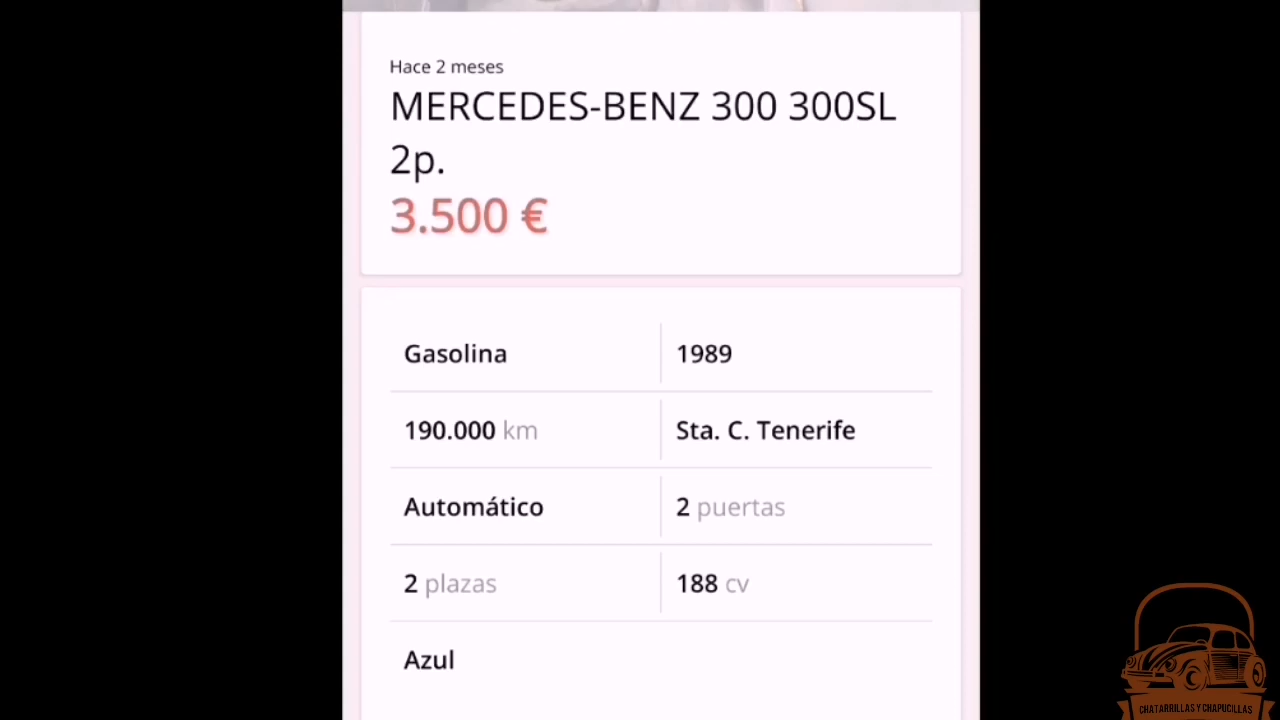 Hace 2 meses
MERCEDES-BENZ 300 300SL
2p.
3.500 €
Gasolina
1989
190.000 km
Sta. C. Tenerife
Automático
2 puertas
2 plazas
188 cv
Azul
CHATARRILLAS Y CHAPUCILLAS